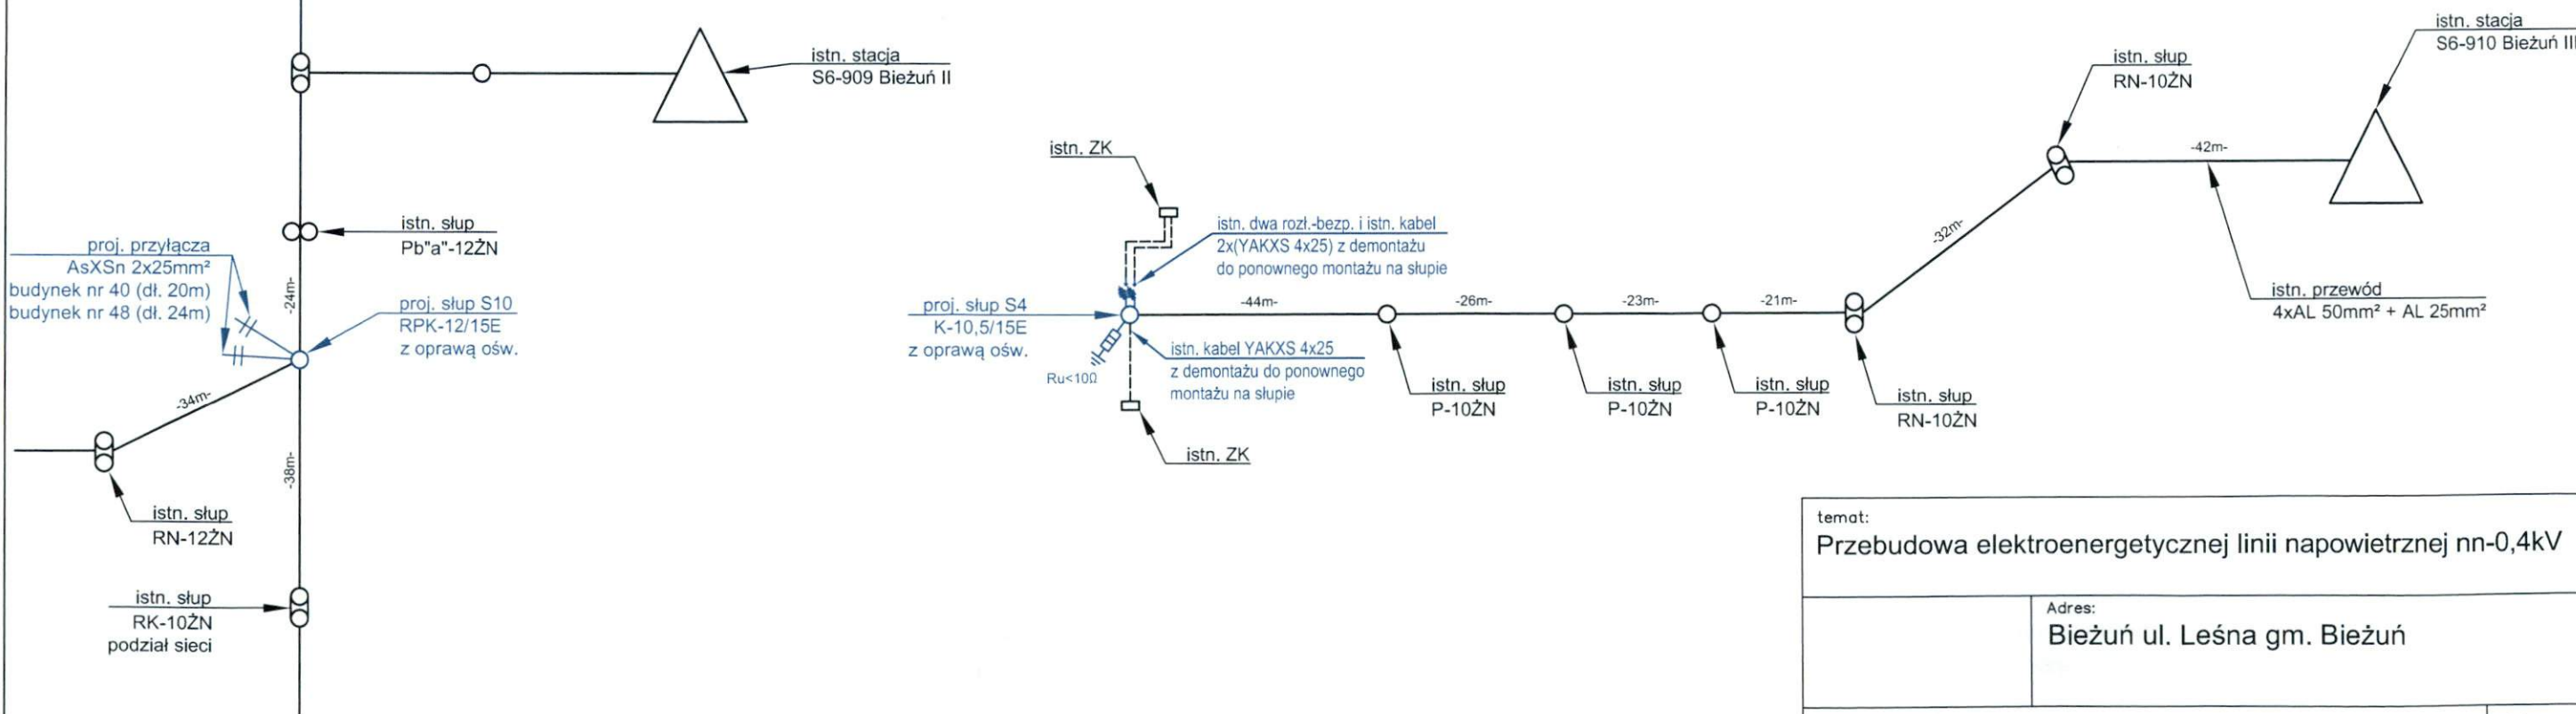 istn. stacja
S6-909 Bieżuń II
istn. słup
Pb"a"-12ŻN
proj. przyłącza
AsXSn 2x25mm²
budynek nr 40 (dł. 20m)
budynek nr 48 (dł. 24m)
-24m-
proj. słup S10
RPK-12/15E
z oprawą ośw.
-34m-
-38m-
istn. słup
RN-12ŻN
istn. słup
RK-10ŻN
podział sieci
istn. ZK
istn. dwa rozł.-bezp. i istn. kabel
2x(YAKXS 4x25) z demontażu
do ponownego montażu na słupie
proj. słup S4
K-10,5/15E
z oprawą ośw.
Ru<10Ω
istn. kabel YAKXS 4x25
z demontażu do ponownego
montażu na słupie
istn. ZK
-44m-
-26m-
-23m-
-21m-
istn. słup
P-10ŻN
istn. słup
P-10ŻN
istn. słup
P-10ŻN
istn. słup
RN-10ŻN
-32m-
istn. słup
RN-10ŻN
-42m-
istn. stacja
S6-910 Bieżuń III
istn. przewód
4xAL 50mm² + AL 25mm²
temat:
Przebudowa elektroenergetycznej linii napowietrznej nn-0,4kV
Adres:
Bieżuń ul. Leśna gm. Bieżuń